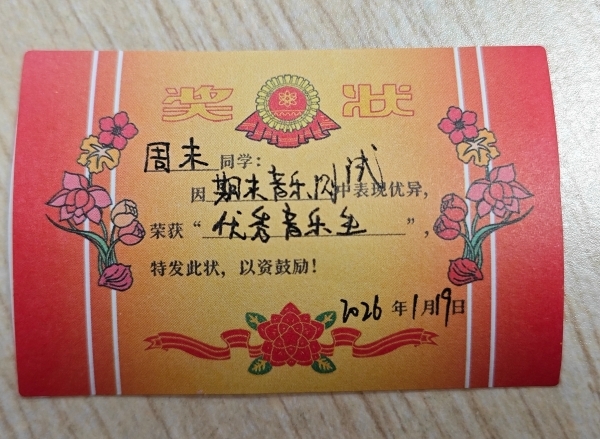 奖状
周末同学：
因期末音乐测试中表现优异，
荣获“优秀音乐生”，
特发此状，以资鼓励！
2026年1月19日